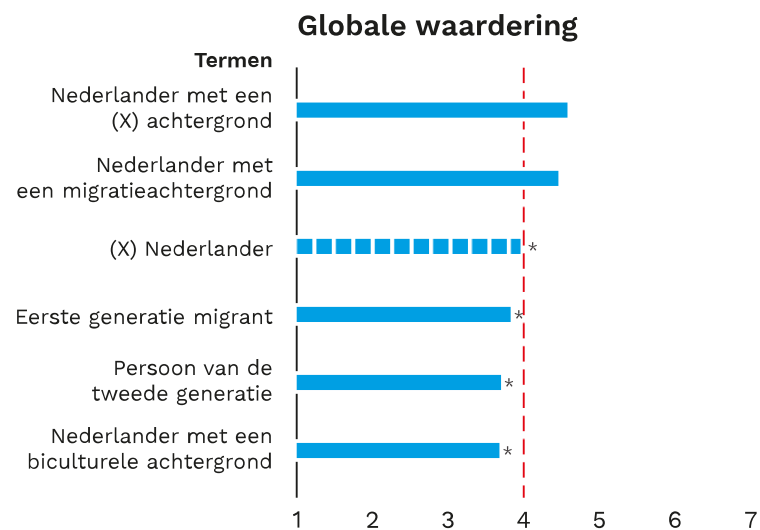 Globale waardering
Termen
Nederlander met een
(X) achtergrond
Nederlander met
een migratieachtergrond
(X) Nederlander
*
Eerste generatie migrant
*
Persoon van de
tweede generatie
*
Nederlander met een
biculturele achtergrond
*
1 2 3 4 5 6 7